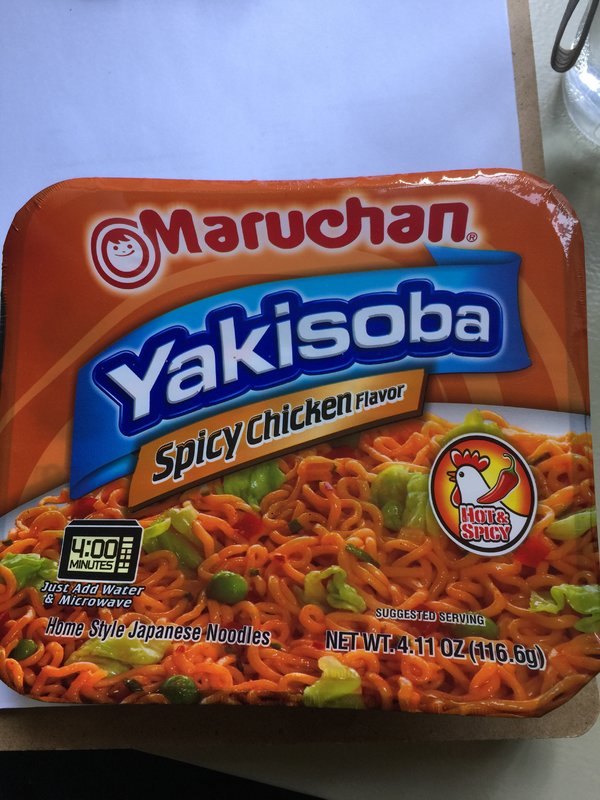 Maruchan®
Yakisoba
Spicy Chicken Flavor
HOT &
SPICY
4:00
MINUTES
Just Add Water
& Microwave
SUGGESTED SERVING
Home Style Japanese Noodles
NET WT. 4.11 OZ (116.6g)